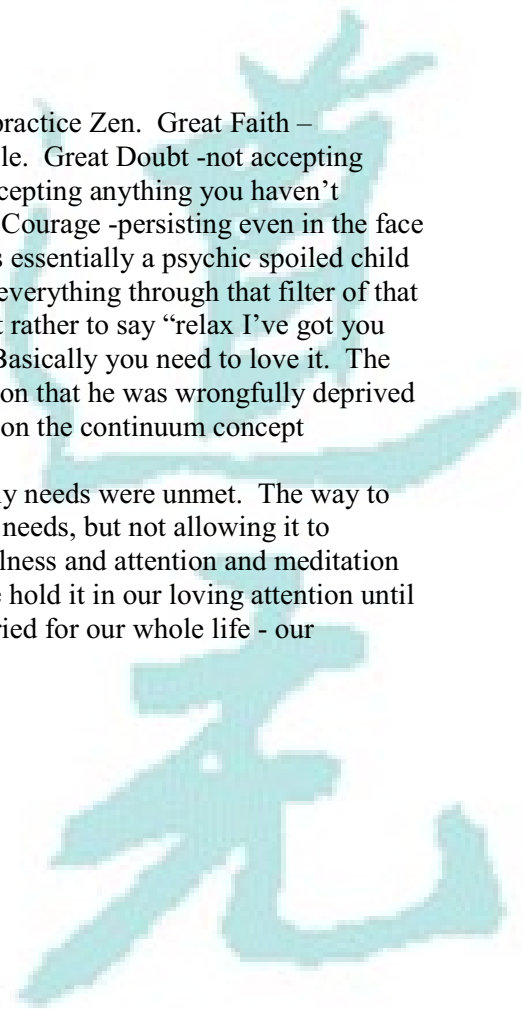 practice Zen. Great Faith –
le. Great Doubt -not accepting
ccepting anything you haven’t
Courage -persisting even in the face
s essentially a psychic spoiled child
everything through that filter of that
t rather to say “relax I’ve got you
Basically you need to love it. The
on that he was wrongfully deprived
on the continuum concept
ly needs were unmet. The way to
needs, but not allowing it to
lness and attention and meditation
e hold it in our loving attention until
ried for our whole life - our
道
元